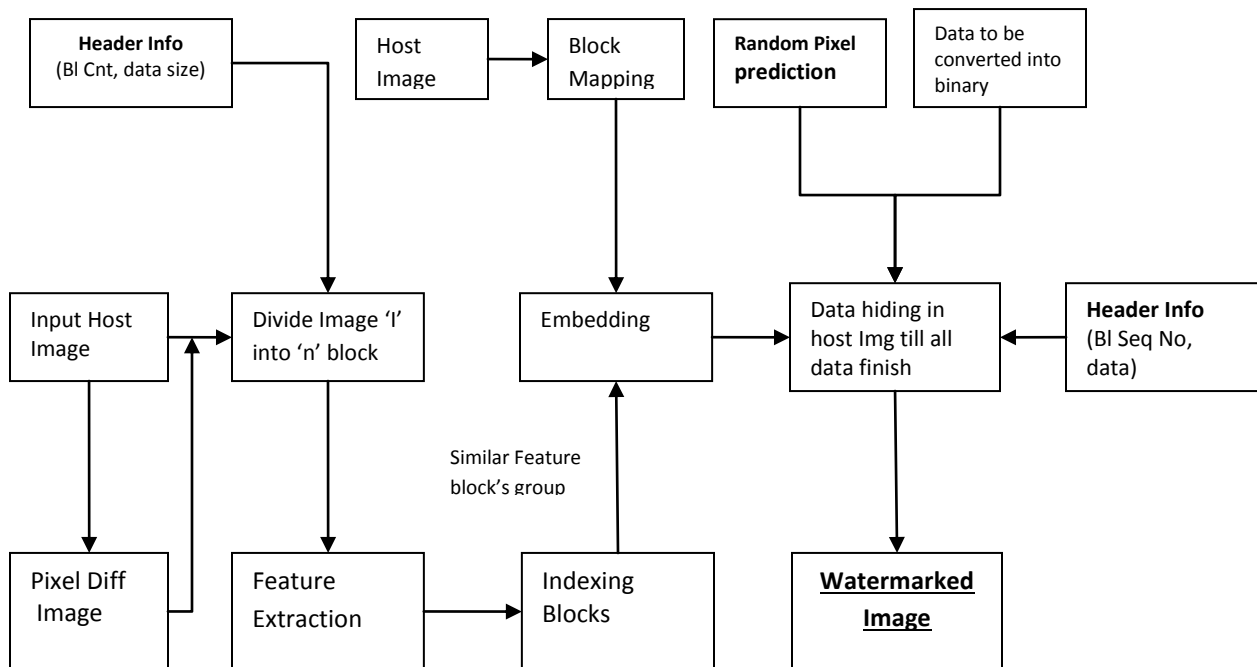 Header Info
(Bl Cnt, data size)
Host
Image
Block
Mapping
Random Pixel
prediction
Data to be
converted into
binary
Input Host
Image
Divide Image ‘I’
into ‘n’ block
Embedding
Data hiding in
host Img till all
data finish
Header Info
(Bl Seq No,
data)
Similar Feature
block’s group
Pixel Diff
Image
Feature
Extraction
Indexing
Blocks
Watermarked
Image